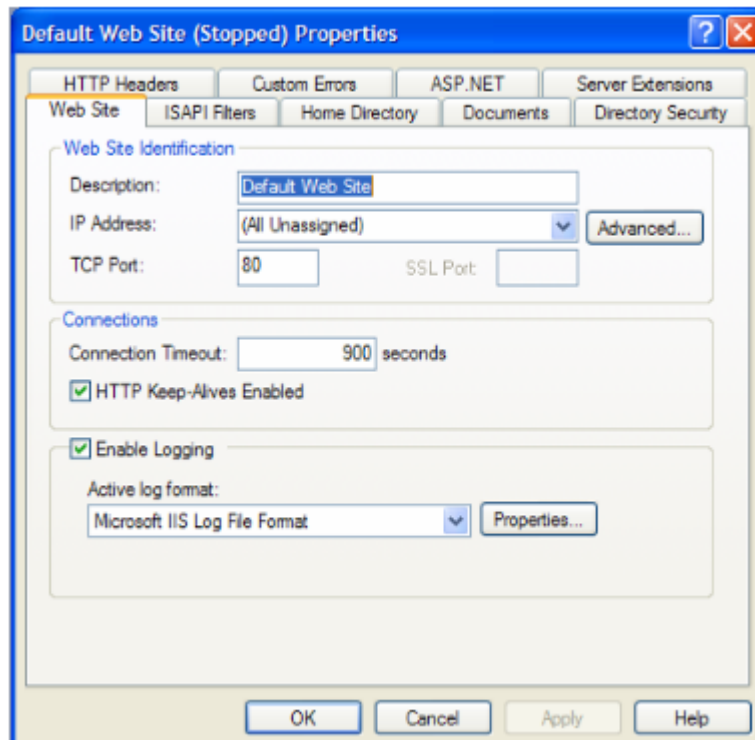 Default Web Site (Stopped) Properties
HTTP Headers Custom Errors ASP.NET Server Extensions
Web Site ISAPI Filters Home Directory Documents Directory Security
Web Site Identification
Description: Default Web Site
IP Address: (All Unassigned) Advanced...
TCP Port: 80 SSL Port:
Connections
Connection Timeout: 900 seconds
HTTP Keep-Alives Enabled
Enable Logging
Active log format:
Microsoft IIS Log File Format Properties...
OK Cancel Apply Help